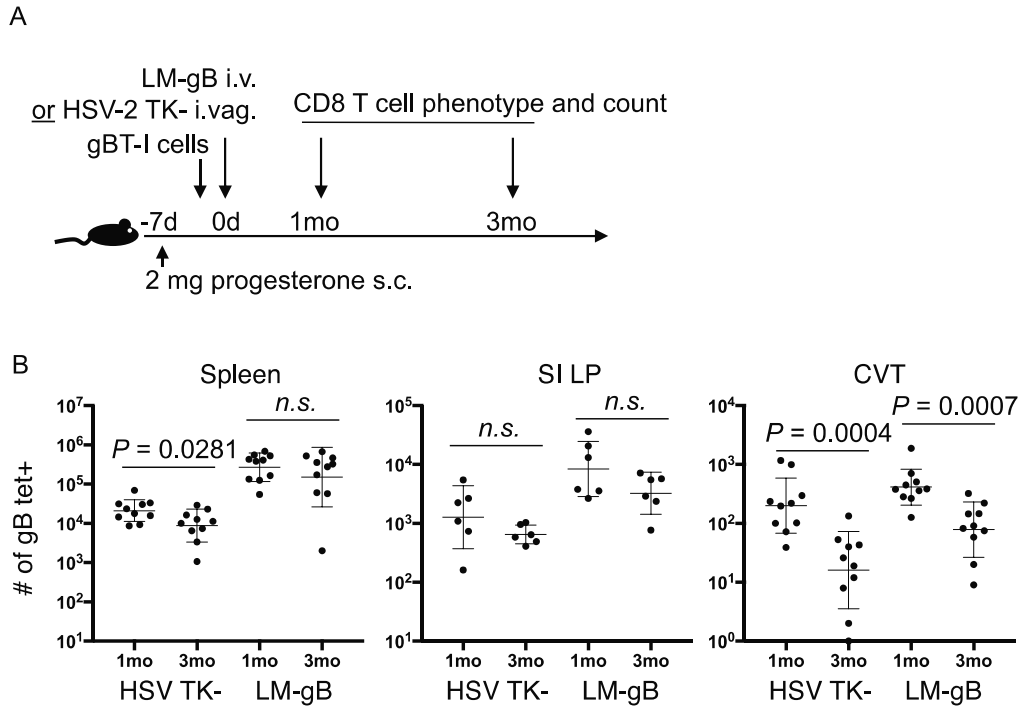 A
LM-gB i.v.
or HSV-2 TK- i.vag.
gBT-I cells
CD8 T cell phenotype and count
-7d 0d 1mo 3mo
2 mg progesterone s.c.
B
Spleen
# of gB tet+
10^7
10^6
10^5
10^4
10^3
10^2
10^1
P = 0.0281
n.s.
1mo 3mo 1mo 3mo
HSV TK- LM-gB
SI LP
10^5
10^4
10^3
10^2
10^1
n.s.
n.s.
1mo 3mo 1mo 3mo
HSV TK- LM-gB
CVT
10^4
10^3
10^2
10^1
10^0
P = 0.0004
P = 0.0007
1mo 3mo 1mo 3mo
HSV TK- LM-gB